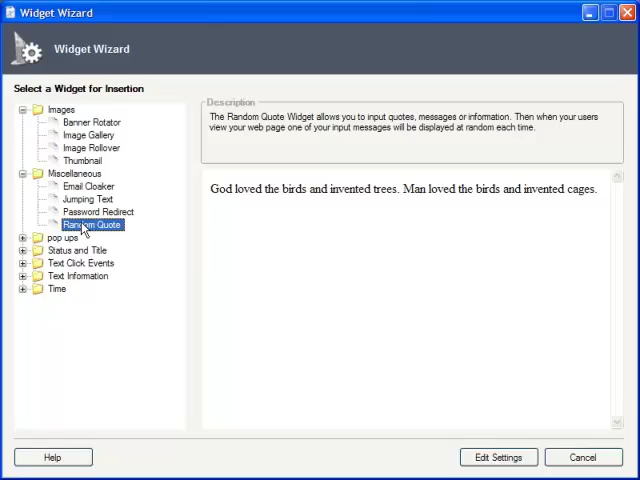 Widget Wizard
Widget Wizard
Select a Widget for Insertion
Images
Banner Rotator
Image Gallery
Image Rollover
Thumbnail
Miscellaneous
Email Cloaker
Jumping Text
Password Redirect
Random Quote
pop ups
Status and Title
Text Click Events
Text Information
Time
Description
The Random Quote Widget allows you to input quotes, messages or information. Then when your users
view your web page one of your input messages will be displayed at random each time.
God loved the birds and invented trees. Man loved the birds and invented cages.
Help
Edit Settings
Cancel